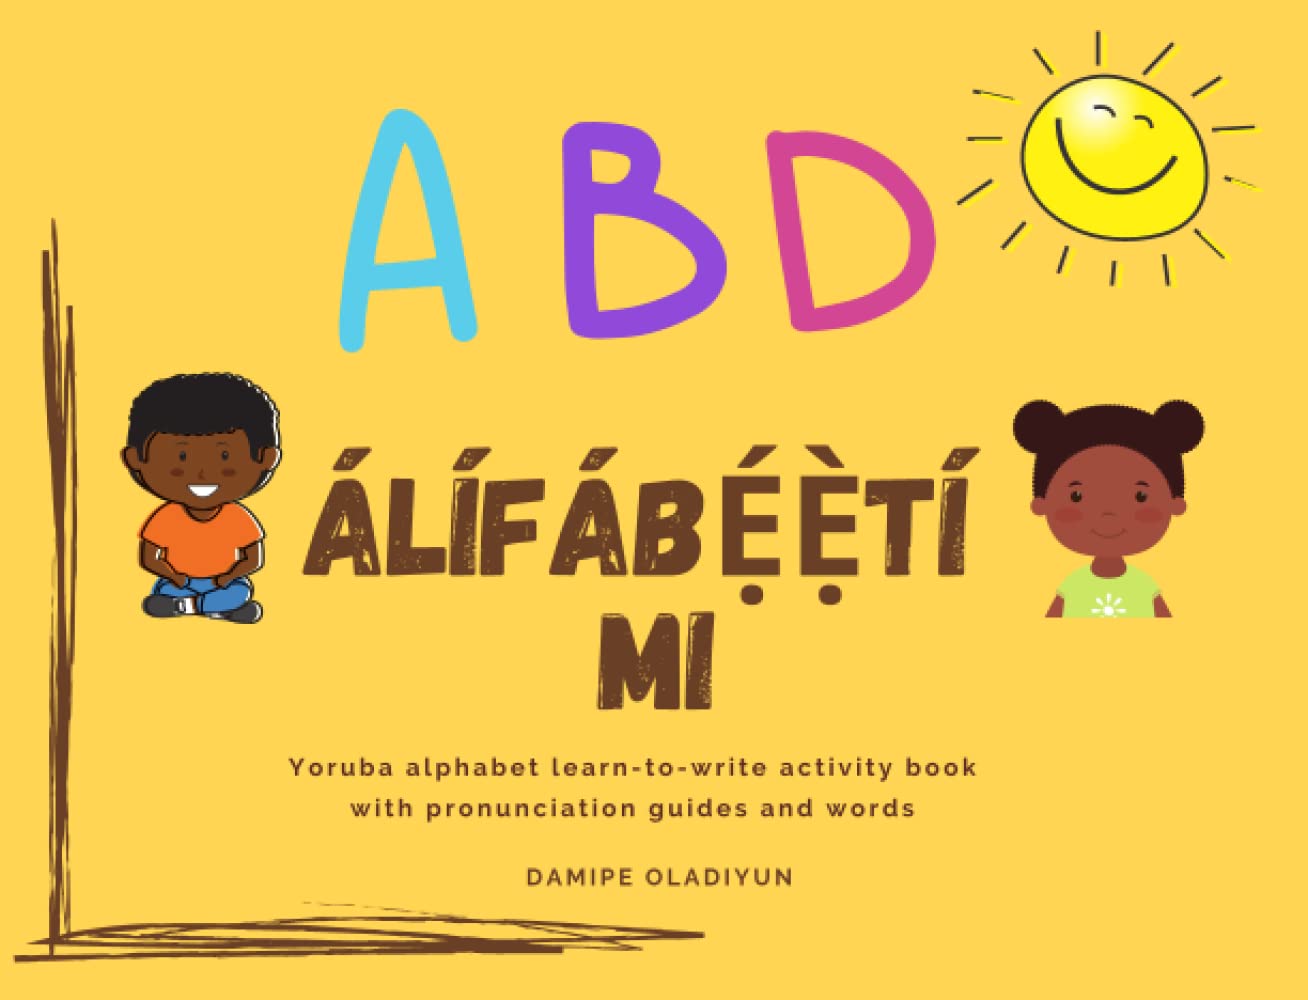 A B D
ÁLÍFÁBẸ́Ẹ̀TÍ
MI
Yoruba alphabet learn-to-write activity book
with pronunciation guides and words
DAMIPE OLADIYUN